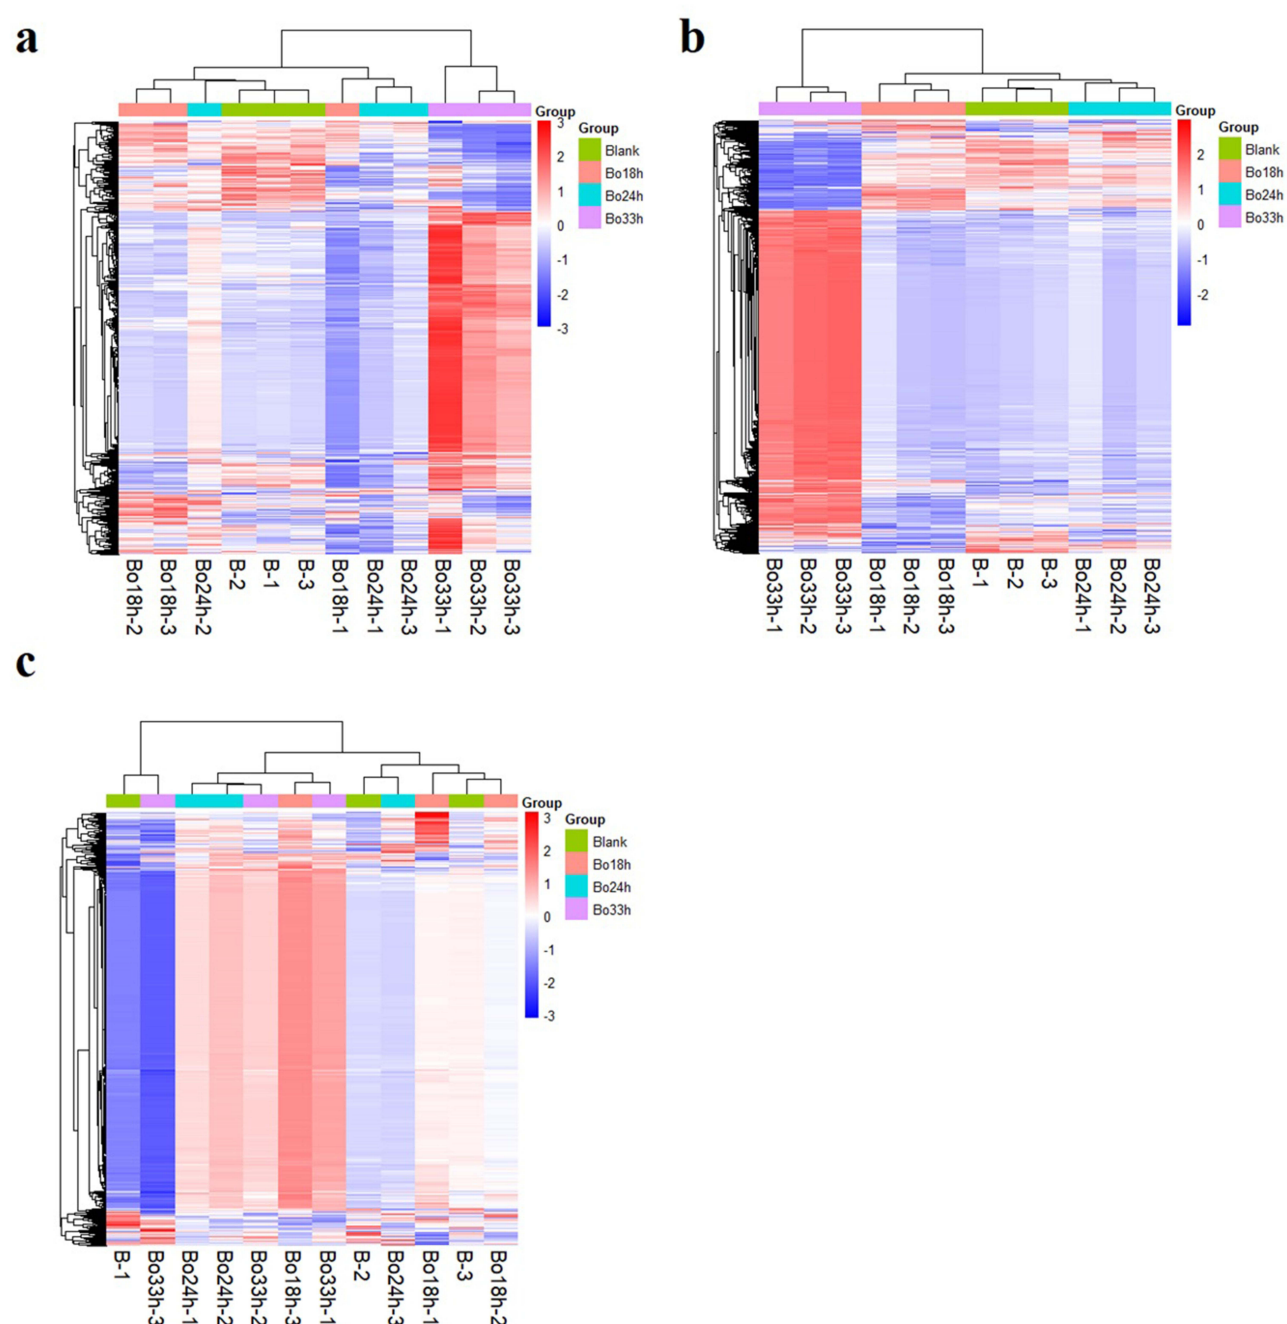 a
Group
3
2
1
0
-1
-2
-3
Group
Blank
Bo18h
Bo24h
Bo33h
Bo18h-2
Bo18h-3
Bo24h-2
B-2
B-1
B-3
Bo18h-1
Bo24h-1
Bo24h-3
Bo33h-1
Bo33h-2
Bo33h-3
b
Group
2
1
0
-1
-2
Group
Blank
Bo18h
Bo24h
Bo33h
Bo33h-1
Bo33h-2
Bo33h-3
Bo18h-1
Bo18h-2
Bo18h-3
B-1
B-2
B-3
Bo24h-1
Bo24h-2
Bo24h-3
c
Group
3
2
1
0
-1
-2
-3
Group
Blank
Bo18h
Bo24h
Bo33h
B-1
Bo33h-3
Bo24h-1
Bo24h-2
Bo33h-2
Bo18h-3
Bo33h-1
B-2
Bo24h-3
Bo18h-1
B-3
Bo18h-2